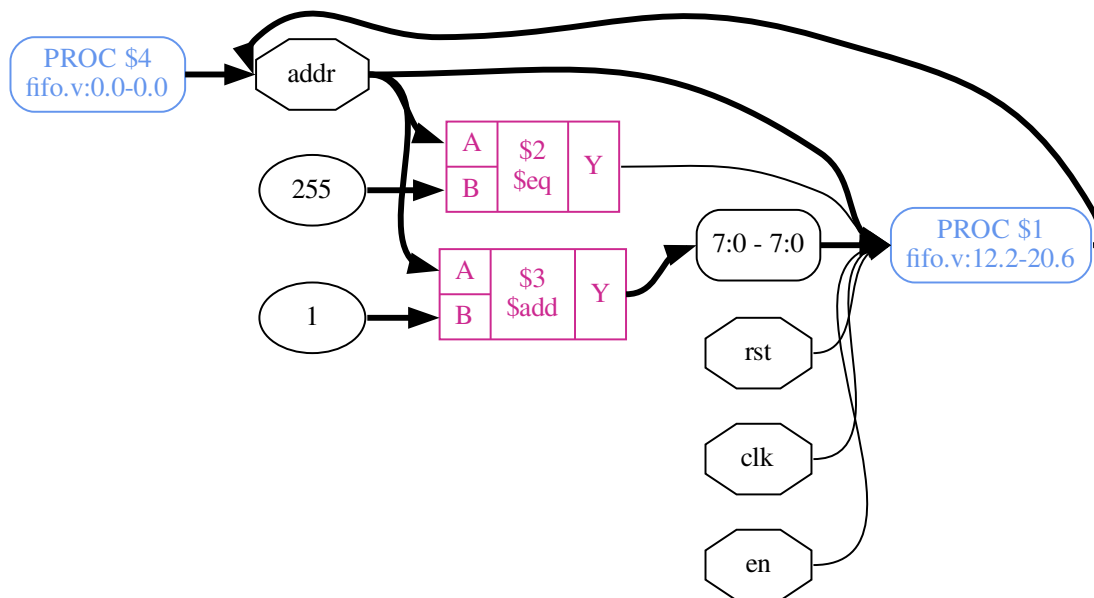 PROC $4
fifo.v:0.0-0.0
addr
A
B
$2
$eq
Y
255
7:0 - 7:0
PROC $1
fifo.v:12.2-20.6
A
B
$3
$add
Y
1
rst
clk
en